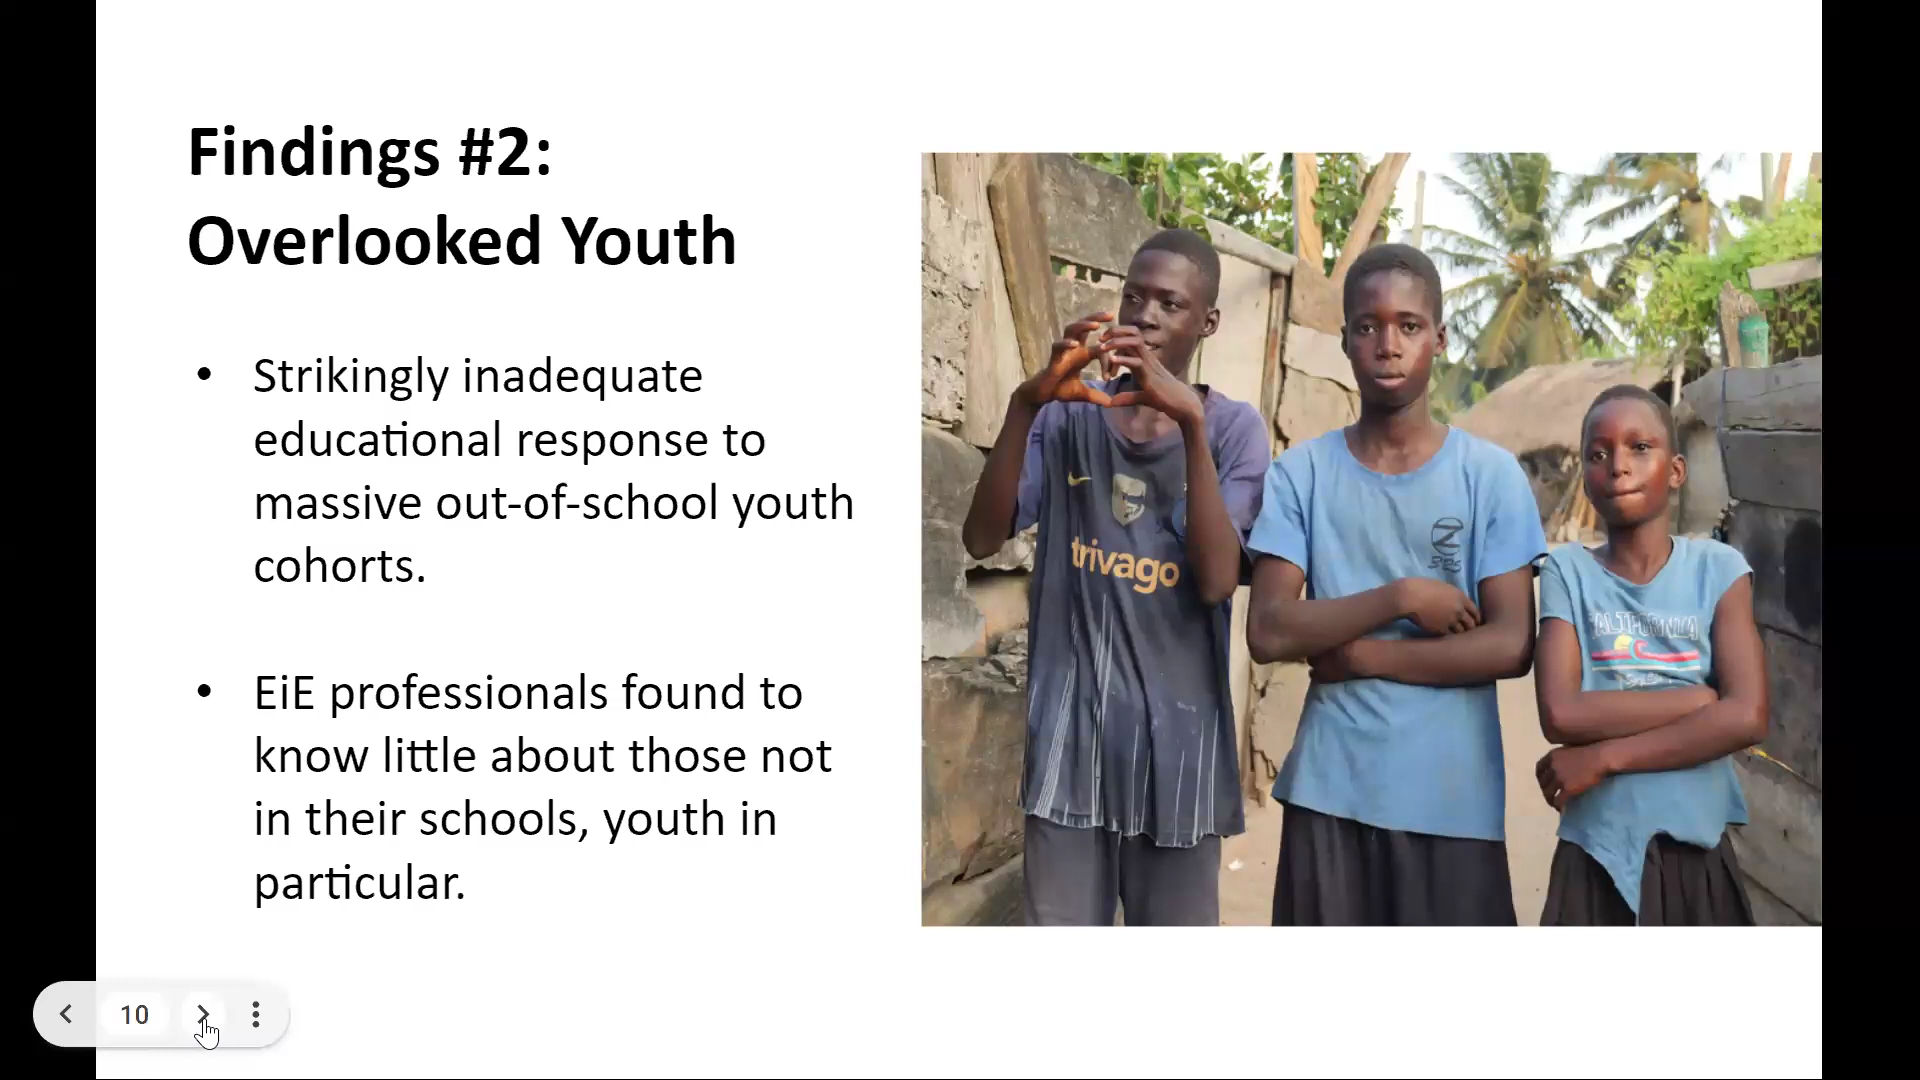 Findings #2:
Overlooked Youth
• Strikingly inadequate
educational response to
massive out-of-school youth
cohorts.
• EiE professionals found to
know little about those not
in their schools, youth in
particular.
trivago
CALIFORNIA
10